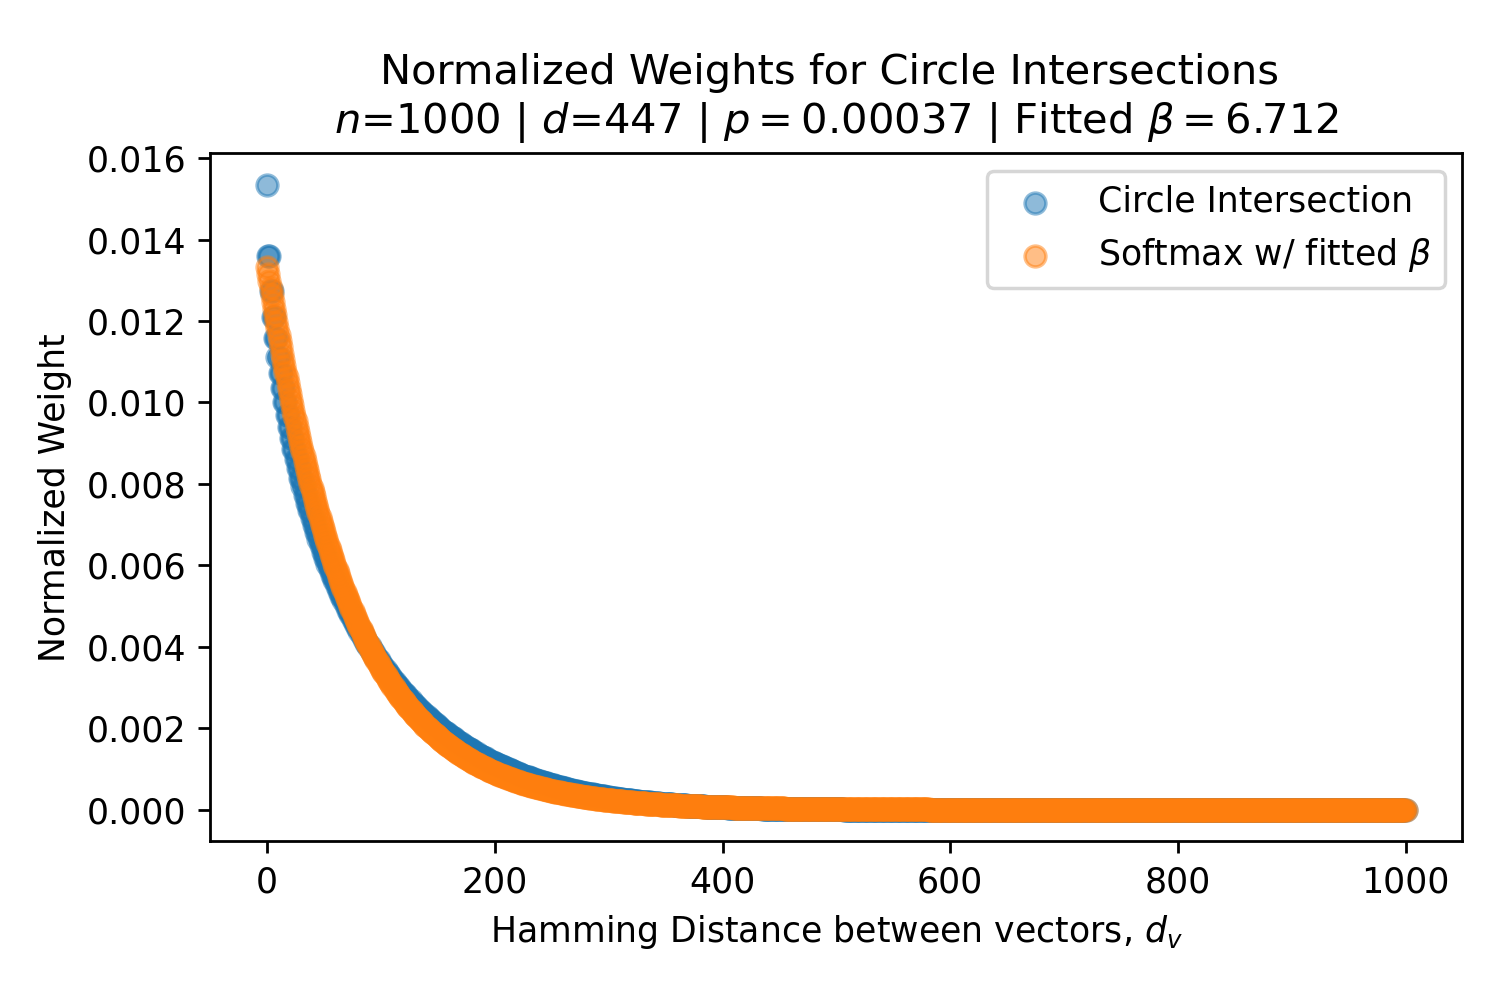 Normalized Weights for Circle Intersections
n=1000 | d=447 | p = 0.00037 | Fitted β = 6.712
0.016
0.014
0.012
0.010
0.008
0.006
0.004
0.002
0.000
Normalized Weight
Circle Intersection
Softmax w/ fitted β
0 200 400 600 800 1000
Hamming Distance between vectors, dᵥ